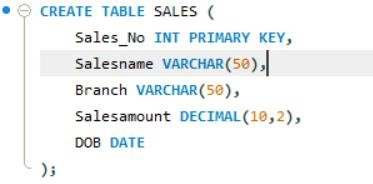 CREATE TABLE SALES (
Sales_No INT PRIMARY KEY,
Salesname VARCHAR(50),
Branch VARCHAR(50),
Salesamount DECIMAL(10,2),
DOB DATE
);